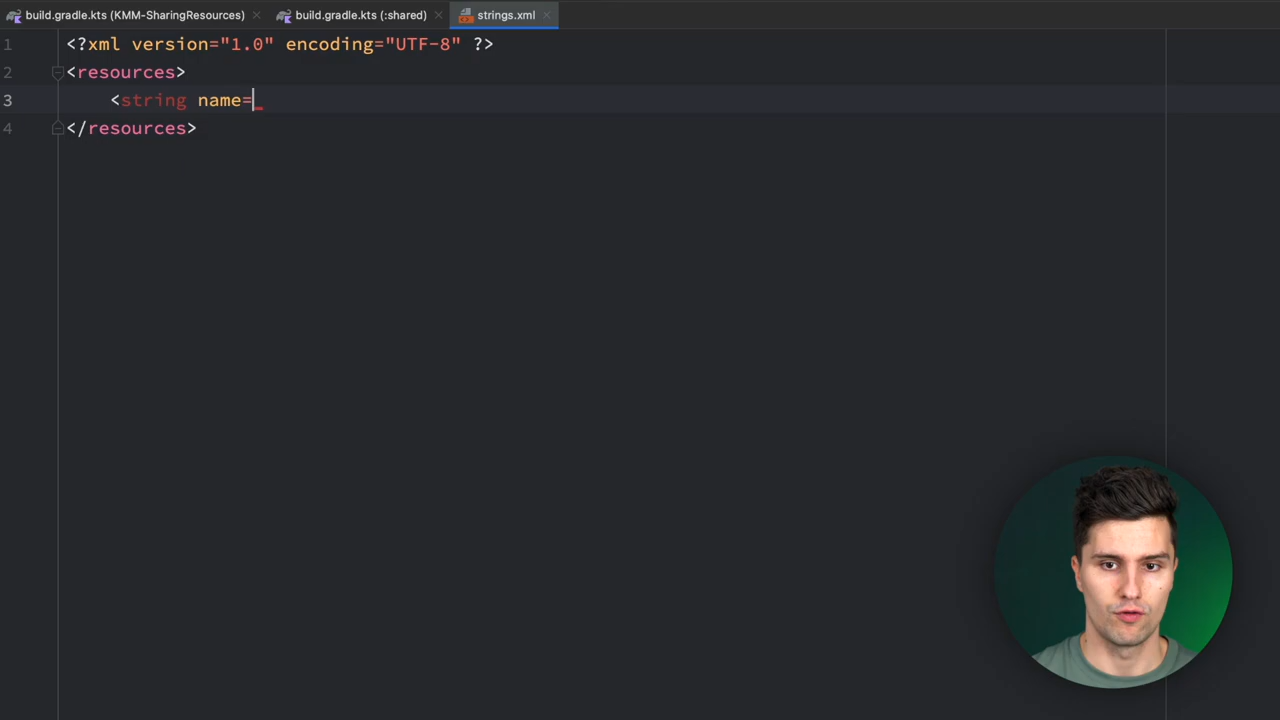 build.gradle.kts (KMM-SharingResources) build.gradle.kts (:shared) strings.xml
1 <?xml version="1.0" encoding="UTF-8" ?>
2 <resources>
3 <string name=
4 </resources>